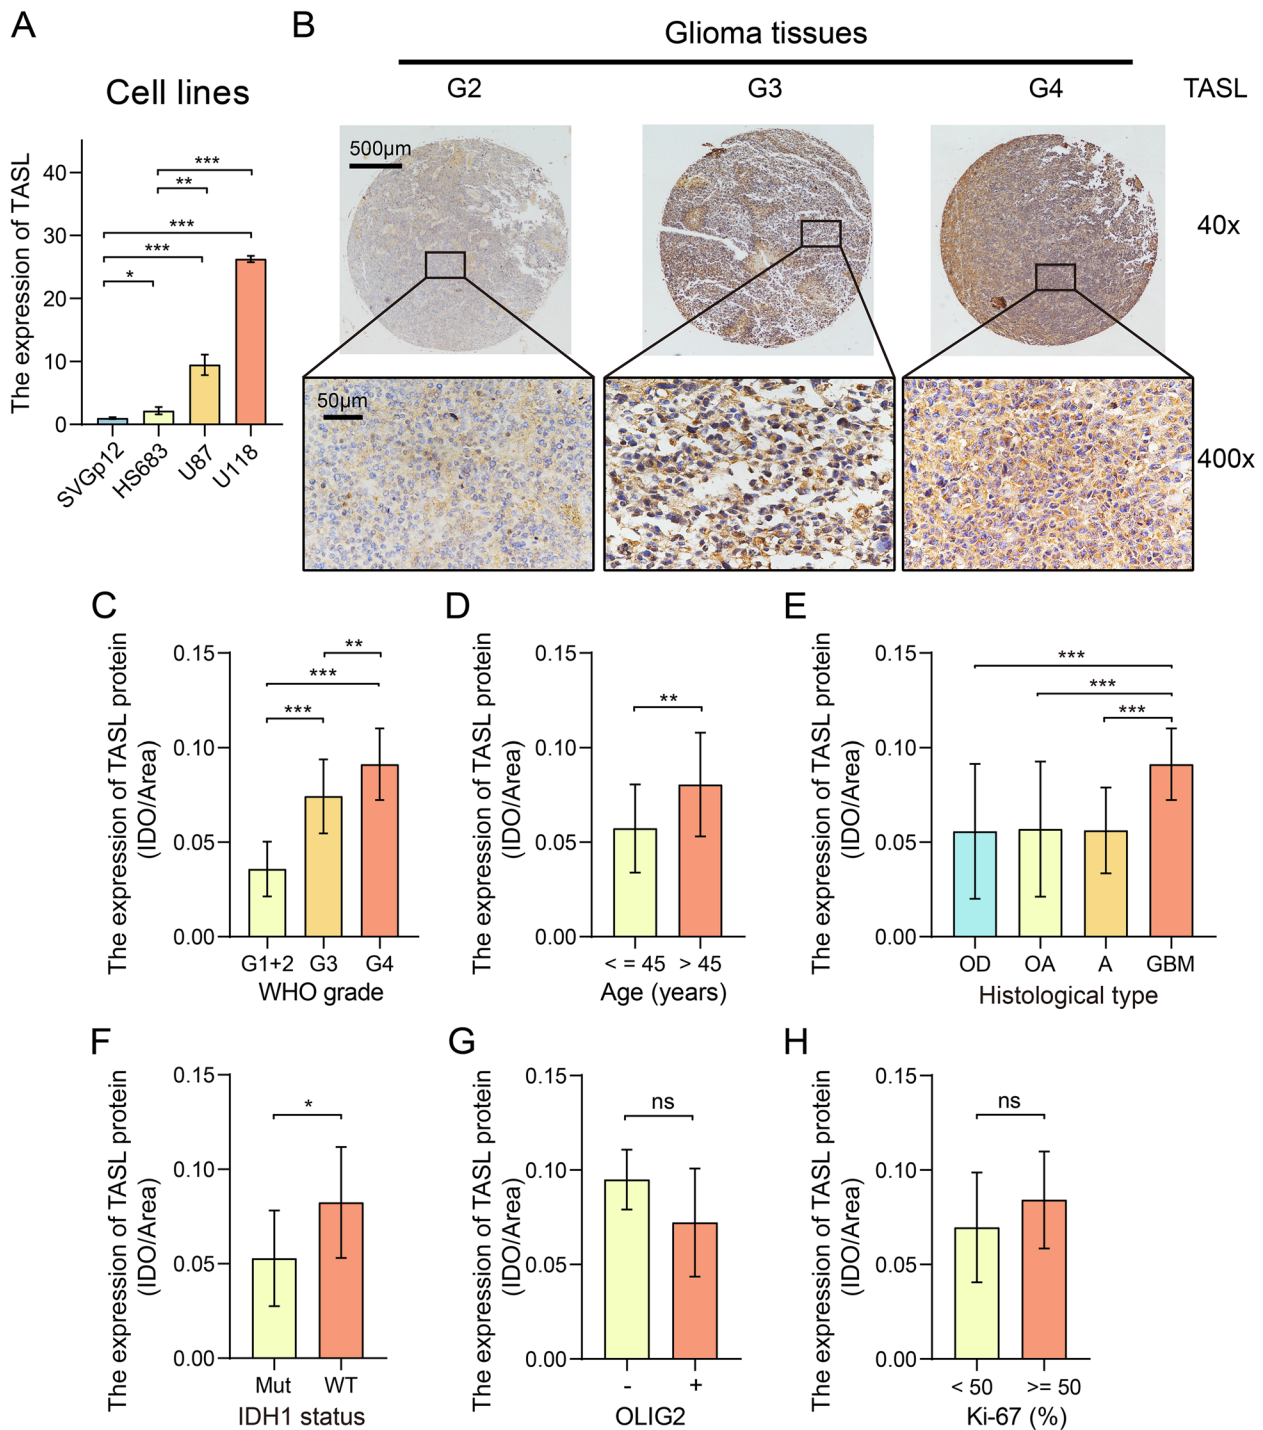 A
Cell lines
The expression of TASL
40
30
20
10
0
***
**
***
***
*
SVGp12
HS683
U87
U118
B
Glioma tissues
G2
G3
G4
TASL
500μm
40x
50μm
400x
C
The expression of TASL protein
(IDO/Area)
0.15
0.10
0.05
0.00
**
***
***
G1+2
G3
G4
WHO grade
D
The expression of TASL protein
(IDO/Area)
0.15
0.10
0.05
0.00
**
< = 45
> 45
Age (years)
E
The expression of TASL protein
(IDO/Area)
0.15
0.10
0.05
0.00
***
***
***
OD
OA
A
GBM
Histological type
F
The expression of TASL protein
(IDO/Area)
0.15
0.10
0.05
0.00
*
Mut
WT
IDH1 status
G
The expression of TASL protein
(IDO/Area)
0.15
0.10
0.05
0.00
ns
-
+
OLIG2
H
The expression of TASL protein
(IDO/Area)
0.15
0.10
0.05
0.00
ns
< 50
>= 50
Ki-67 (%)